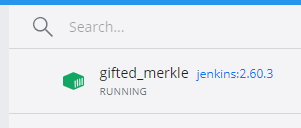 Search...
gifted_merkle jenkins:2.60.3
RUNNING